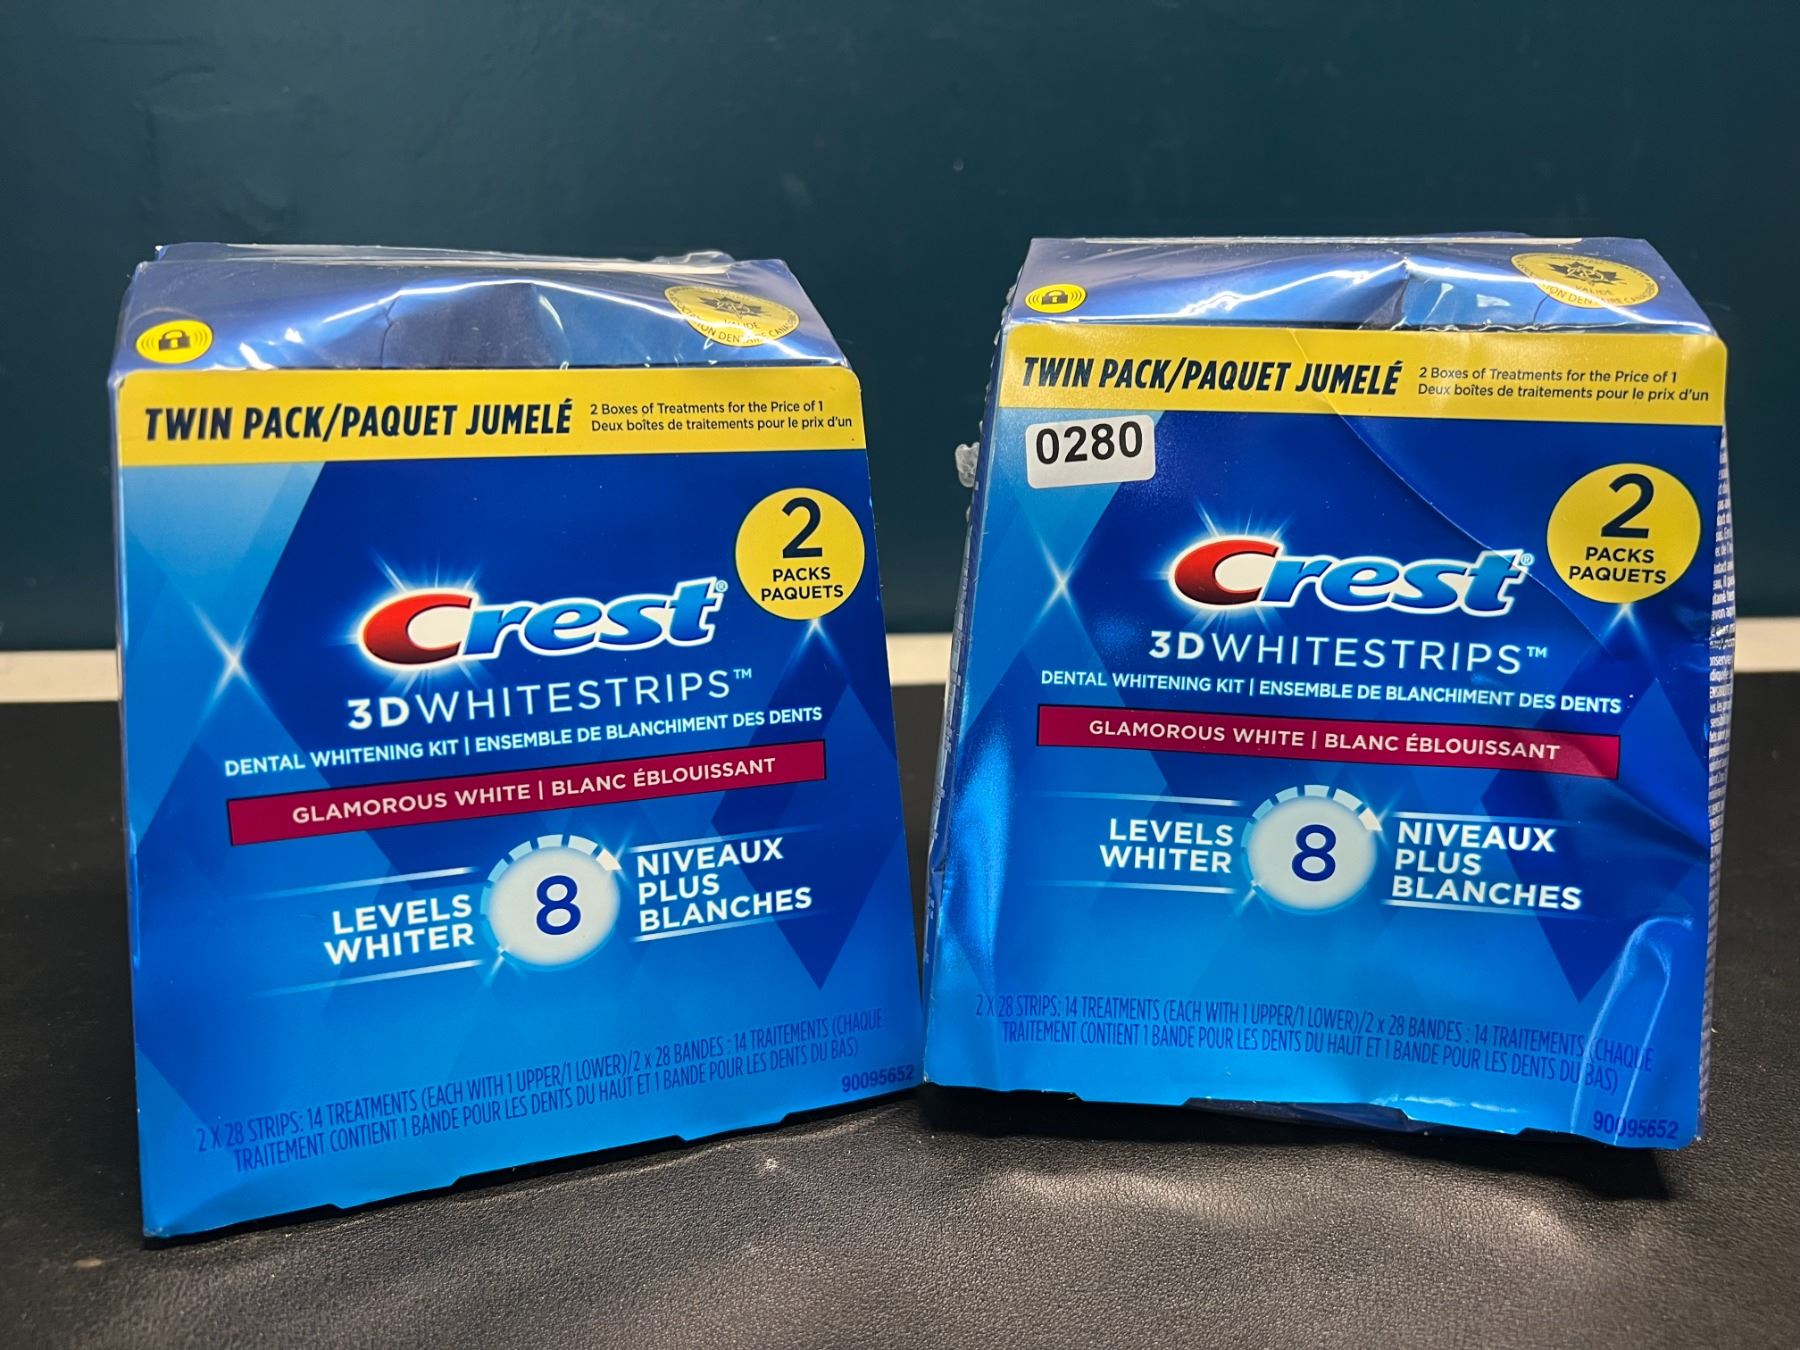 VALIDE
TWIN PACK/PAQUET JUMELÉ
2 Boxes of Treatments for the Price of 1
Deux boîtes de traitements pour le prix d'un
2
PACKS
PAQUETS
Crest®
3DWHITESTRIPS™
DENTAL WHITENING KIT | ENSEMBLE DE BLANCHIMENT DES DENTS
GLAMOROUS WHITE | BLANC ÉBLOUISSANT
LEVELS
WHITER
8
NIVEAUX
PLUS
BLANCHES
2 X 28 STRIPS: 14 TREATMENTS (EACH WITH 1 UPPER/1 LOWER)/2 x 28 BANDES : 14 TRAITEMENTS (CHAQUE
TRAITEMENT CONTIENT 1 BANDE POUR LES DENTS DU HAUT ET 1 BANDE POUR LES DENTS DU BAS)
90095652
VALIDE
TWIN PACK/PAQUET JUMELÉ
2 Boxes of Treatments for the Price of 1
Deux boîtes de traitements pour le prix d'un
0280
2
PACKS
PAQUETS
Crest®
3DWHITESTRIPS™
DENTAL WHITENING KIT | ENSEMBLE DE BLANCHIMENT DES DENTS
GLAMOROUS WHITE | BLANC ÉBLOUISSANT
LEVELS
WHITER
8
NIVEAUX
PLUS
BLANCHES
2 X 28 STRIPS: 14 TREATMENTS (EACH WITH 1 UPPER/1 LOWER)/2 x 28 BANDES : 14 TRAITEMENTS (CHAQUE
TRAITEMENT CONTIENT 1 BANDE POUR LES DENTS DU HAUT ET 1 BANDE POUR LES DENTS DU BAS)
90095652